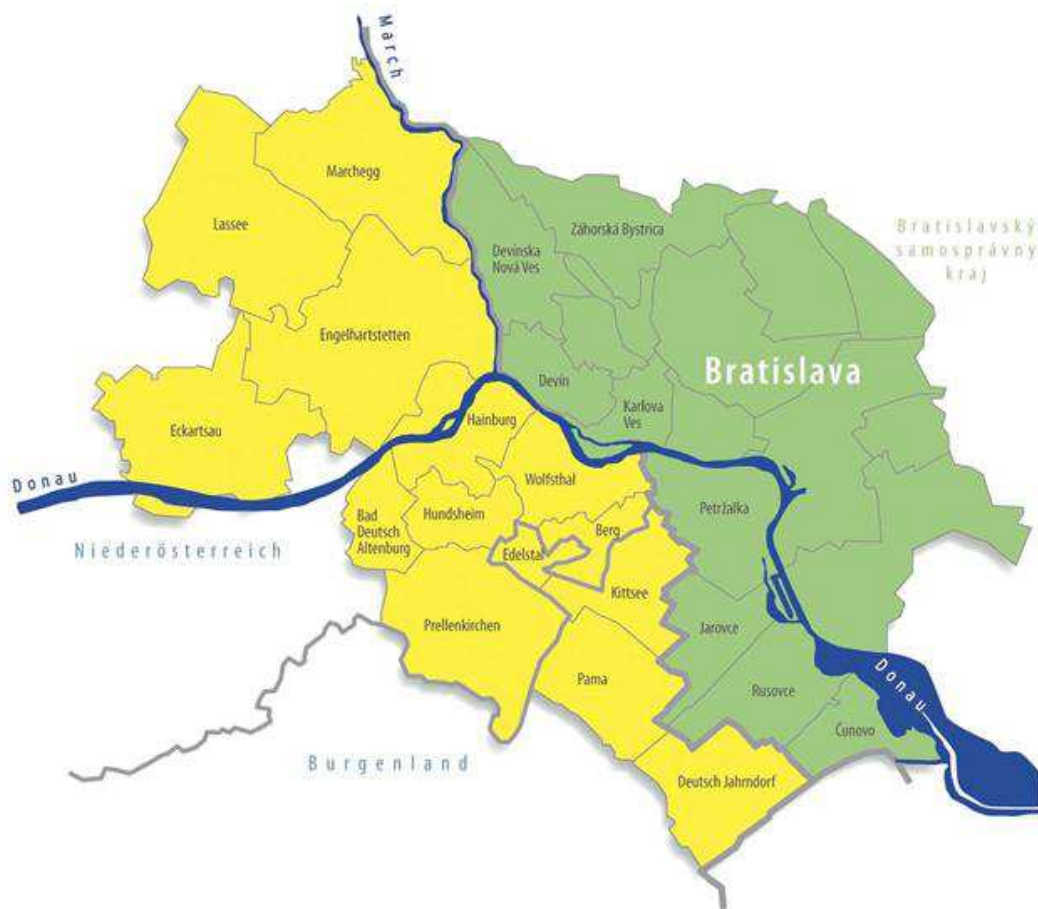 March
Marchegg
Lassee
Záhorská Bystrica
Bratislavský
samosprávny
kraj
Devinska
Nová Ves
Engelhartstetten
Bratislava
Devín
Karlova
Ves
Hainburg
Eckartsau
Donau
Wolfsthal
Petržalka
Hundsheim
Bad
Deutsch
Altenburg
Berg
Niederösterreich
Edelstal
Kittsee
Prellenkirchen
Jarovce
Pama
Rusovce
Donau
Čunovo
Burgenland
Deutsch Jahrndorf